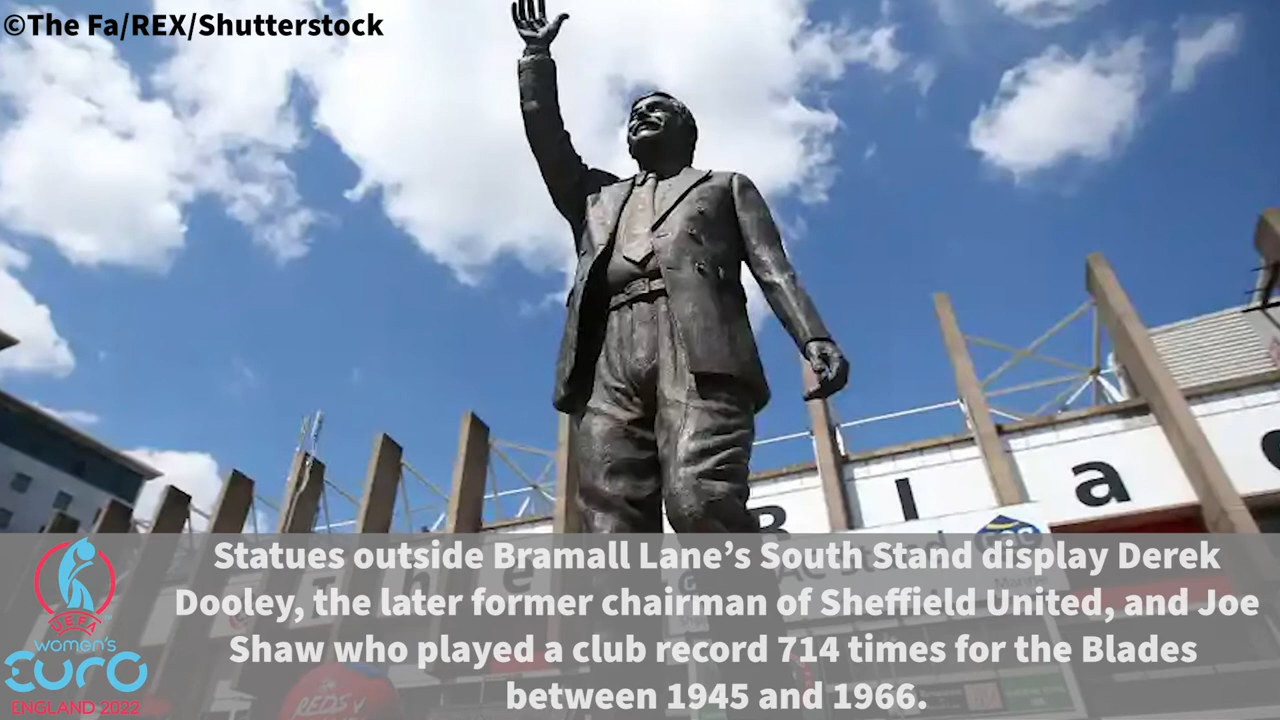 ©The Fa/REX/Shutterstock
B l a
The
REDS v
Statues outside Bramall Lane’s South Stand display Derek
Dooley, the later former chairman of Sheffield United, and Joe
Shaw who played a club record 714 times for the Blades
between 1945 and 1966.
UEFA
women's
EURO
ENGLAND 2022